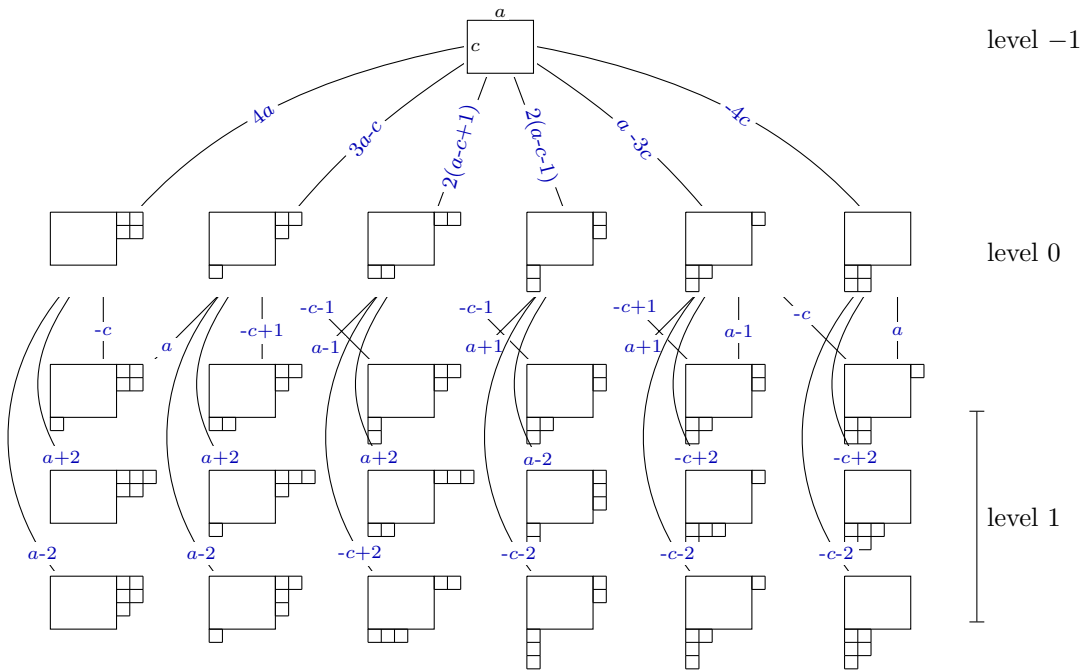 a
c
level −1
4a
3a-c
2(a-c+1)
2(a-c-1)
a -3c
-4c
level 0
-c
a
-c+1
-c-1
a-1
-c-1
a+1
-c+1
a+1
a-1
-c
a
a+2
a+2
a+2
a-2
-c+2
-c+2
level 1
a-2
a-2
-c+2
-c-2
-c-2
-c-2